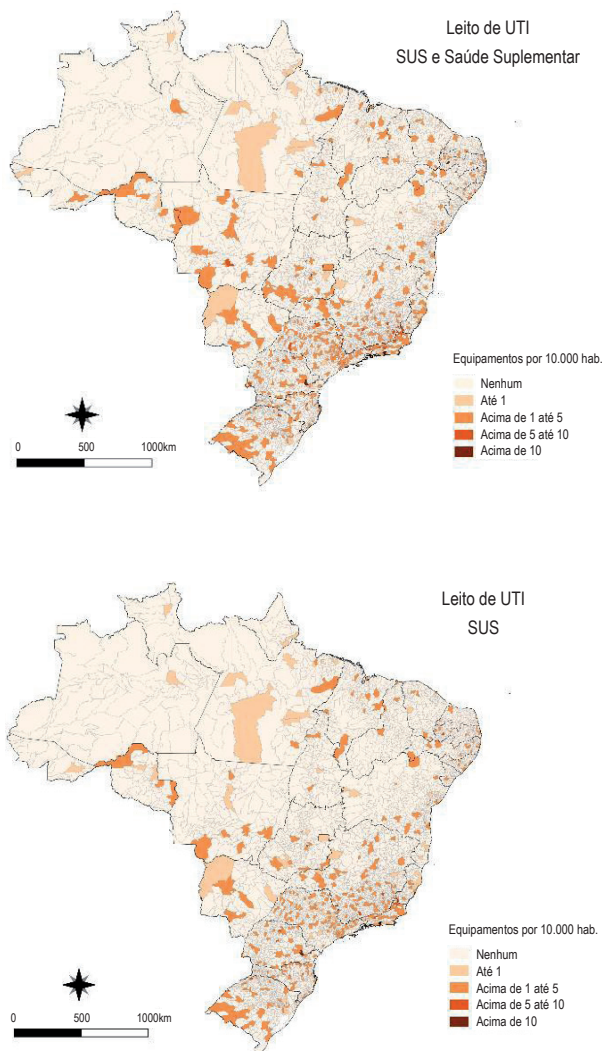 Leito de UTI
SUS e Saúde Suplementar
Equipamentos por 10.000 hab.
Nenhum
Até 1
Acima de 1 até 5
Acima de 5 até 10
Acima de 10
0 500 1000km
Leito de UTI
SUS
Equipamentos por 10.000 hab.
Nenhum
Até 1
Acima de 1 até 5
Acima de 5 até 10
Acima de 10
0 500 1000km